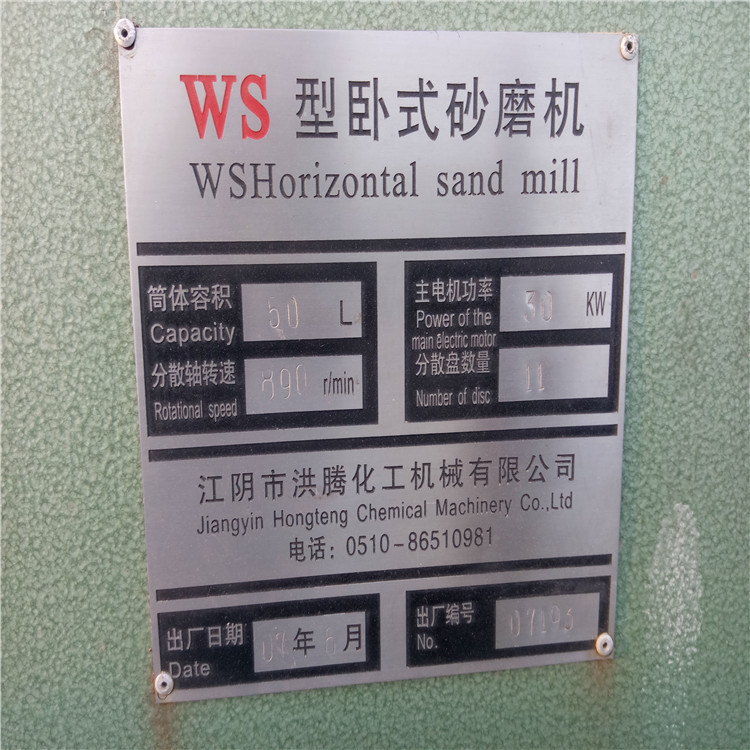 WS 型卧式砂磨机
WSHorizontal sand mill
筒体容积 50 L
Capacity
主电机功率 30 KW
Power of the
main electric motor
分散轴转速 890 r/min
Rotational speed
分散盘数量 11
Number of disc
江阴市洪腾化工机械有限公司
Jiangyin Hongteng Chemical Machinery Co.,Ltd
电话: 0510-86510981
出厂日期 年 月
Date
出厂编号
No.